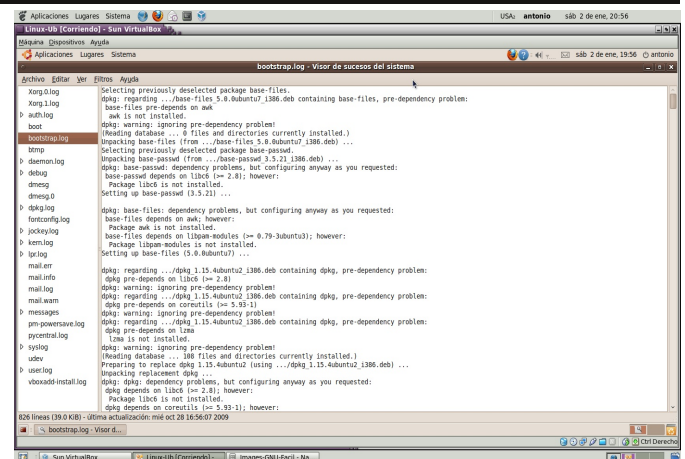 Aplicaciones Lugares Sistema
USA: antonio sáb 2 de ene, 20:56
Linux-Ub [Corriendo] - Sun VirtualBox
Máquina Dispositivos Ayuda
Aplicaciones Lugares Sistema
sáb 2 de ene, 19:56 antonio
bootstrap.log - Visor de sucesos del sistema
Archivo Editar Ver Filtros Ayuda
Xorg.0.log
Xorg.1.log
auth.log
boot
bootstrap.log
btmp
daemon.log
debug
dmesg
dmesg.0
dpkg.log
fontconfig.log
jockey.log
kern.log
lpr.log
mail.err
mail.info
mail.log
mail.warn
messages
pm-powersave.log
pycentral.log
syslog
udev
user.log
vboxadd-install.log
Selecting previously deselected package base-files.
dpkg: regarding .../base-files_5.0.0ubuntu7_i386.deb containing base-files, pre-dependency problem:
base-files pre-depends on awk
awk is not installed.
dpkg: warning: ignoring pre-dependency problem!
(Reading database ... 0 files and directories currently installed.)
Unpacking base-files (from .../base-files_5.0.0ubuntu7_i386.deb) ...
Selecting previously deselected package base-passwd.
Unpacking base-passwd (from .../base-passwd_3.5.21_i386.deb) ...
dpkg: base-passwd: dependency problems, but configuring anyway as you requested:
base-passwd depends on libc6 (>= 2.8); however:
Package libc6 is not installed.
Setting up base-passwd (3.5.21) ...
dpkg: base-files: dependency problems, but configuring anyway as you requested:
base-files depends on awk; however:
Package awk is not installed.
base-files depends on libpam-modules (>= 0.79-3ubuntu3); however:
Package libpam-modules is not installed.
Setting up base-files (5.0.0ubuntu7) ...
dpkg: regarding .../dpkg_1.15.4ubuntu2_i386.deb containing dpkg, pre-dependency problem:
dpkg pre-depends on libc6 (>= 2.8)
dpkg: warning: ignoring pre-dependency problem!
dpkg: regarding .../dpkg_1.15.4ubuntu2_i386.deb containing dpkg, pre-dependency problem:
dpkg pre-depends on coreutils (>= 5.93-1)
dpkg: warning: ignoring pre-dependency problem!
dpkg: regarding .../dpkg_1.15.4ubuntu2_i386.deb containing dpkg, pre-dependency problem:
dpkg pre-depends on lzma
lzma is not installed.
dpkg: warning: ignoring pre-dependency problem!
(Reading database ... 108 files and directories currently installed.)
Preparing to replace dpkg 1.15.4ubuntu2 (using .../dpkg_1.15.4ubuntu2_i386.deb) ...
Unpacking replacement dpkg ...
dpkg: dpkg: dependency problems, but configuring anyway as you requested:
dpkg depends on libc6 (>= 2.8); however:
Package libc6 is not installed.
dpkg depends on coreutils (>= 5.93-1); however:
826 líneas (39.0 KiB) - última actualización: mié oct 28 16:56:07 2009
bootstrap.log - Visor d...
Ctrl Derecho
Sun VirtualBox
Linux-Ub [Corriendo] -
Images-GNU-Facil - Na